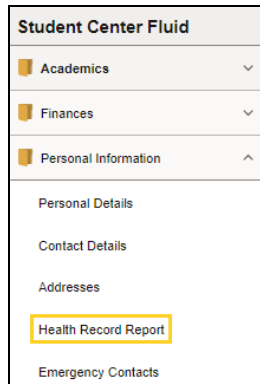 Student Center Fluid
Academics
Finances
Personal Information
Personal Details
Contact Details
Addresses
Health Record Report
Emergency Contacts